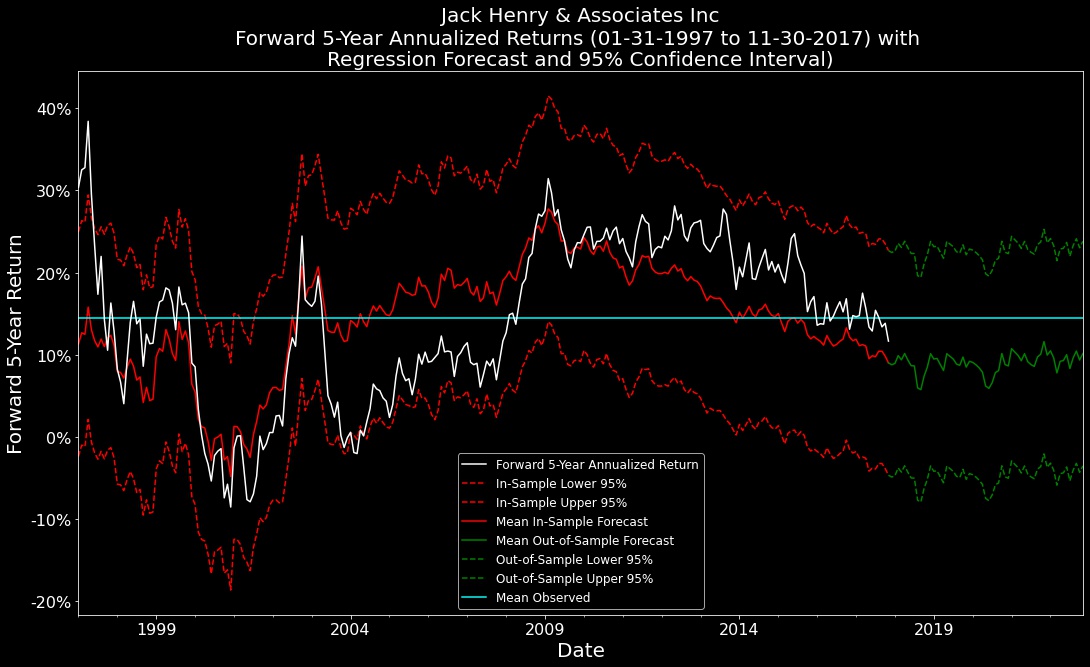 Jack Henry & Associates Inc
Forward 5-Year Annualized Returns (01-31-1997 to 11-30-2017) with
Regression Forecast and 95% Confidence Interval)
Forward 5-Year Return
40%
30%
20%
10%
0%
-10%
-20%
Forward 5-Year Annualized Return
In-Sample Lower 95%
In-Sample Upper 95%
Mean In-Sample Forecast
Mean Out-of-Sample Forecast
Out-of-Sample Lower 95%
Out-of-Sample Upper 95%
Mean Observed
1999
2004
2009
2014
2019
Date